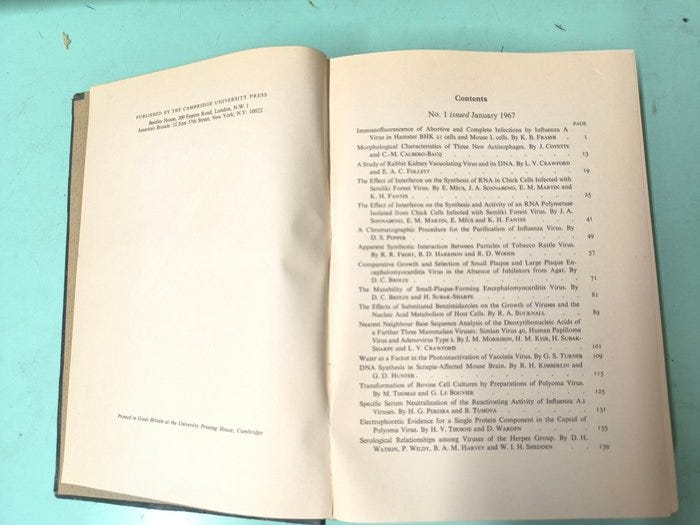 PUBLISHED BY THE CAMBRIDGE UNIVERSITY PRESS
Bentley House, 200 Euston Road, London, N.W. 1
American Branch: 32 East 57th Street, New York, N.Y. 10022
Printed in Great Britain at the University Printing House, Cambridge
Contents
No. 1 issued January 1967
PAGE
Immunofluorescence of Abortive and Complete Infections by Influenza A
Virus in Hamster BHK 21 cells and Mouse L cells. By K. B. FRASER . 1
Morphological Characteristics of Three New Actinophages. By J. COYETTE
and C.-M. CALBERG-BACQ . . . . . . . 13
A Study of Rabbit Kidney Vacuolating Virus and its DNA. By L. V. CRAWFORD
and E. A. C. FOLLETT . . . . . . . 19
The Effect of Interferon on the Synthesis of RNA in Chick Cells Infected with
Semliki Forest Virus. By E. MÉCS, J. A. SONNABEND, E. M. MARTIN and
K. H. FANTES . . . . . . . . 25
The Effect of Interferon on the Synthesis and Activity of an RNA Polymerase
Isolated from Chick Cells Infected with Semliki Forest Virus. By J. A.
SONNABEND, E. M. MARTIN, E. MÉCS and K. H. FANTES . . . 41
A Chromatographic Procedure for the Purification of Influenza Virus. By
D. S. PEPPER . . . . . . . . 49
Apparent Symbiotic Interaction Between Particles of Tobacco Rattle Virus.
By R. R. FROST, B. D. HARRISON and R. D. WOODS . . . 57
Comparative Growth and Selection of Small Plaque and Large Plaque En-
cephalomyocarditis Virus in the Absence of Inhibitors from Agar. By
D. C. BREEZE . . . . . . . . 71
The Mutability of Small-Plaque-Forming Encephalomyocarditis Virus. By
D. C. BREEZE and H. SUBAK-SHARPE . . . . . 81
The Effects of Substituted Benzimidazoles on the Growth of Viruses and the
Nucleic Acid Metabolism of Host Cells. By R. A. BUCKNALL . . 89
Nearest Neighbour Base Sequence Analysis of the Deoxyribonucleic Acids of
a Further Three Mammalian Viruses: Simian Virus 40, Human Papilloma
Virus and Adenovirus Type 2. By J. M. MORRISON, H. M. KEIR, H. SUBAK-
SHARPE and L. V. CRAWFORD . . . . . . 101
Water as a Factor in the Photoinactivation of Vaccinia Virus. By G. S. TURNER 109
DNA Synthesis in Scrapie-Affected Mouse Brain. By R. H. KIMBERLIN and
G. D. HUNTER . . . . . . . . 115
Transformation of Bovine Cell Cultures by Preparations of Polyoma Virus.
By M. THOMAS and G. LE BOUVIER . . . . . 125
Specific Serum Neutralization of the Reactivating Activity of Influenza A2
Viruses. By H. G. PEREIRA and B. TUMOVA . . . . 131
Electrophoretic Evidence for a Single Protein Component in the Capsid of
Polyoma Virus. By H. V. THORNE and D. WARDEN . . . 135
Serological Relationships among Viruses of the Herpes Group. By D. H.
WATSON, P. WILDY, B. A. M. HARVEY and W. I. H. SHEDDEN . . 139